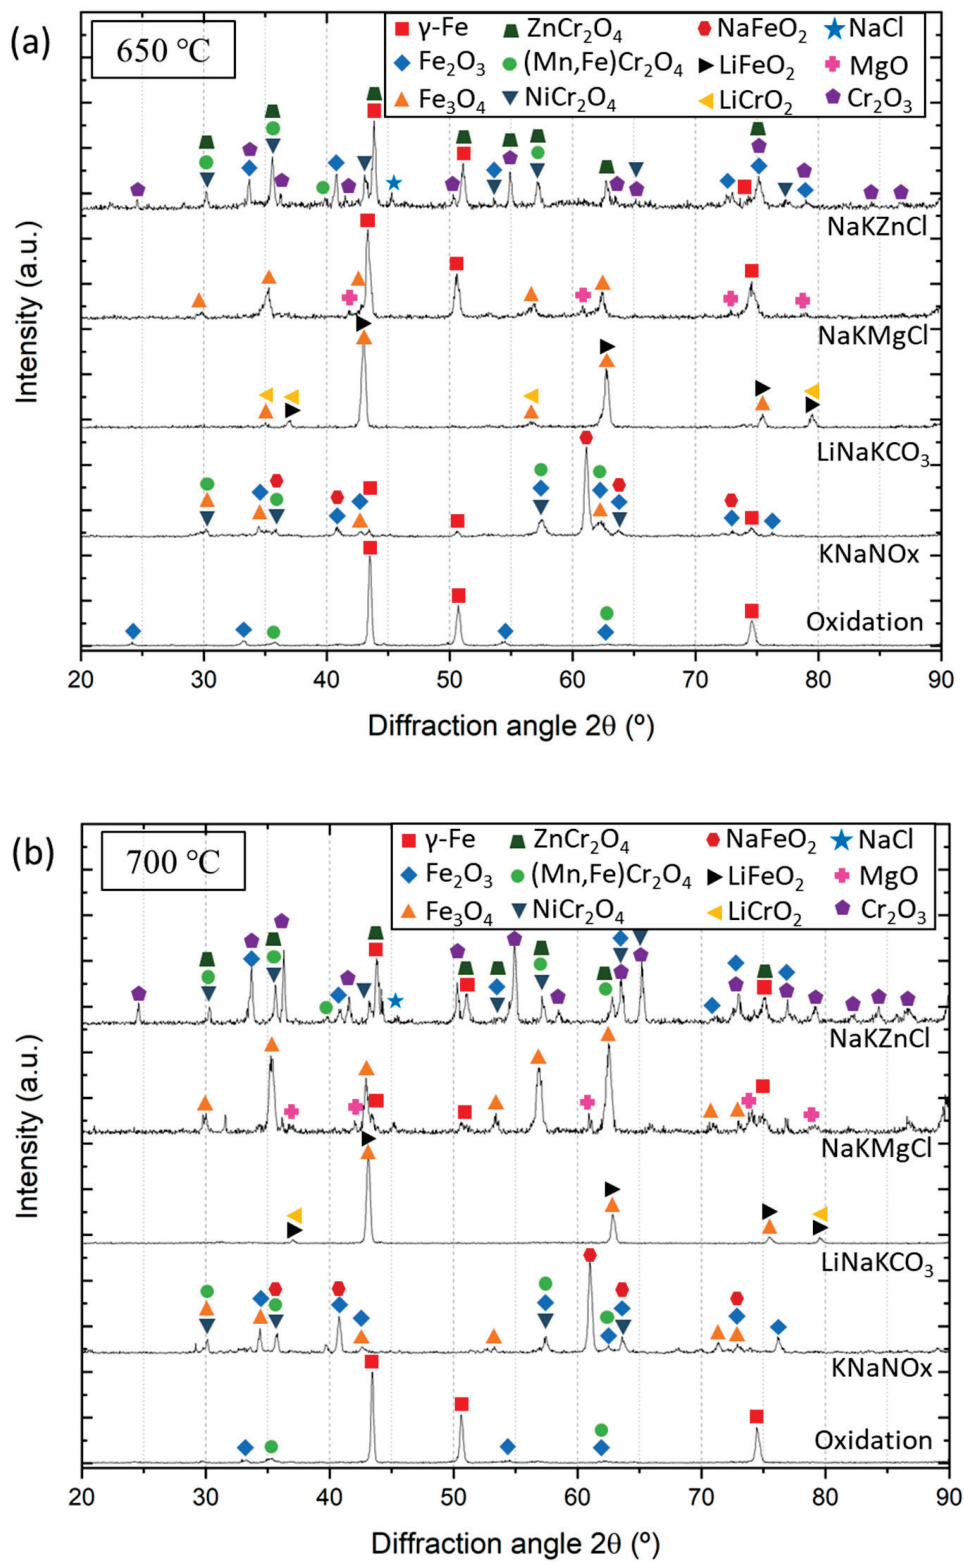 (a)
650 °C
γ-Fe ZnCr₂O₄ NaFeO₂ NaCl
Fe₂O₃ (Mn,Fe)Cr₂O₄ LiFeO₂ MgO
Fe₃O₄ NiCr₂O₄ LiCrO₂ Cr₂O₃
NaKZnCl
NaKMgCl
LiNaKCO₃
KNaNOx
Oxidation
Intensity (a.u.)
20 30 40 50 60 70 80 90
Diffraction angle 2θ (º)
(b)
700 °C
γ-Fe ZnCr₂O₄ NaFeO₂ NaCl
Fe₂O₃ (Mn,Fe)Cr₂O₄ LiFeO₂ MgO
Fe₃O₄ NiCr₂O₄ LiCrO₂ Cr₂O₃
NaKZnCl
NaKMgCl
LiNaKCO₃
KNaNOx
Oxidation
Intensity (a.u.)
20 30 40 50 60 70 80 90
Diffraction angle 2θ (º)